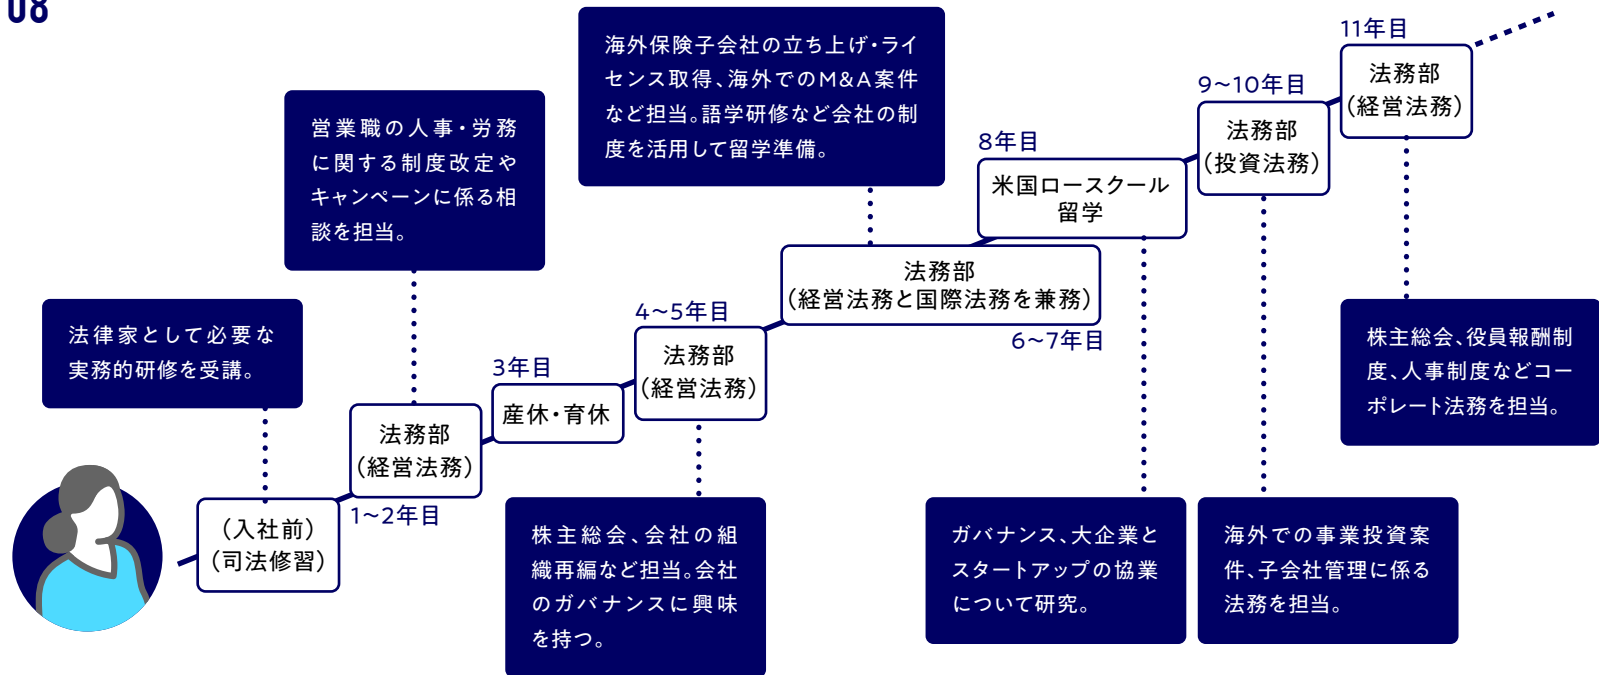 08
法律家として必要な
実務的研修を受講。
(入社前)
(司法修習)
営業職の人事・労務
に関する制度改定や
キャンペーンに係る相
談を担当。
法務部
(経営法務)
1~2年目
3年目
産休・育休
4~5年目
法務部
(経営法務)
株主総会、会社の組
織再編など担当。会社
のガバナンスに興味
を持つ。
海外保険子会社の立ち上げ・ライ
センス取得、海外でのM&A案件
など担当。語学研修など会社の制
度を活用して留学準備。
法務部
(経営法務と国際法務を兼務)
6~7年目
8年目
米国ロースクール
留学
ガバナンス、大企業と
スタートアップの協業
について研究。
9~10年目
法務部
(投資法務)
海外での事業投資案
件、子会社管理に係る
法務を担当。
11年目
法務部
(経営法務)
株主総会、役員報酬制
度、人事制度などコー
ポレート法務を担当。